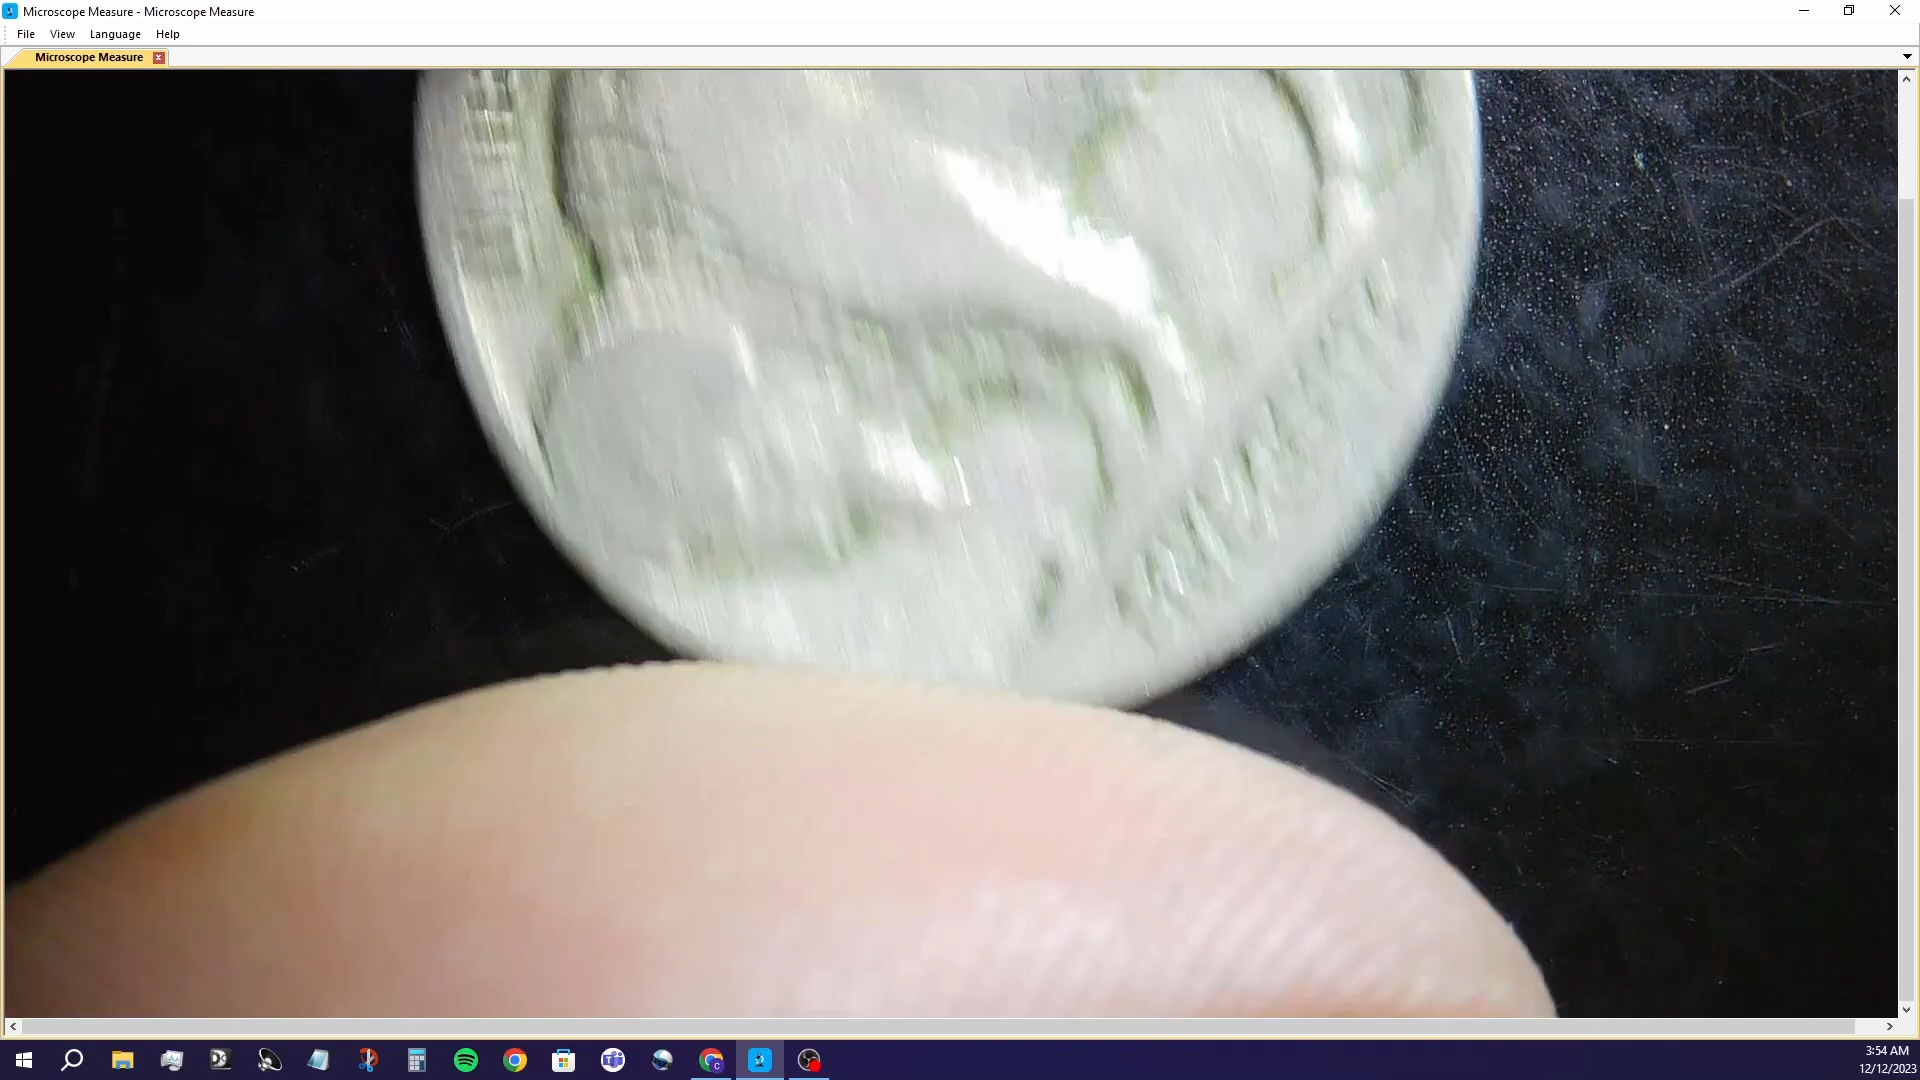 Microscope Measure - Microscope Measure
File View Language Help
Microscope Measure
3:54 AM
12/12/2023